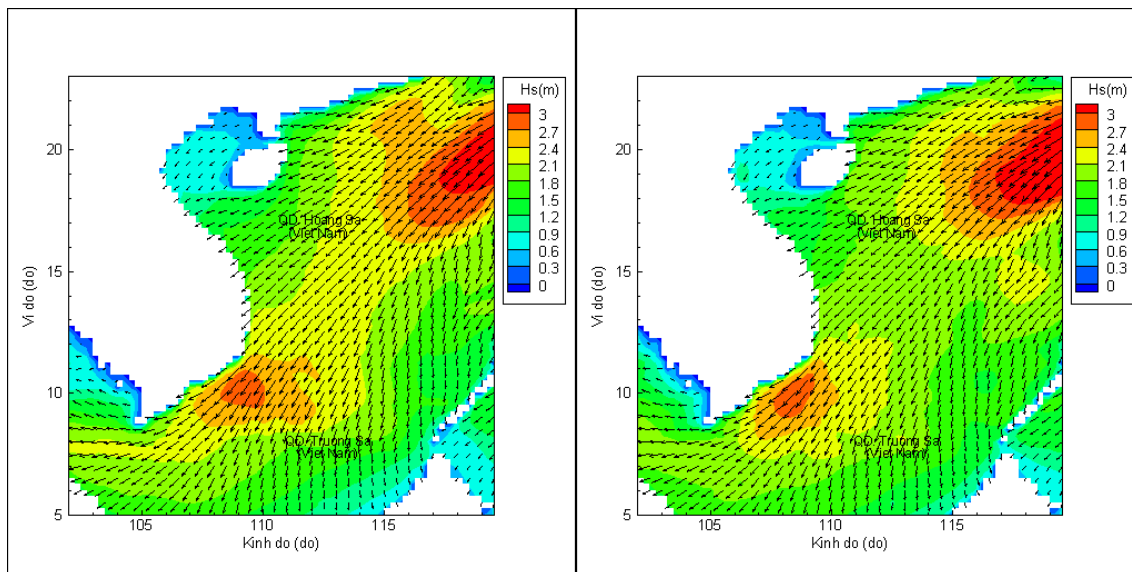 Hs(m)
3
2.7
2.4
2.1
1.8
1.5
1.2
0.9
0.6
0.3
0
20
15
10
5
105
110
115
Vi do (do)
Kinh do (do)
QD. Hoang Sa
(Viet Nam)
QD. Truong Sa
(Viet Nam)
Hs(m)
3
2.7
2.4
2.1
1.8
1.5
1.2
0.9
0.6
0.3
0
20
15
10
5
105
110
115
Vi do (do)
Kinh do (do)
QD. Hoang Sa
(Viet Nam)
QD. Truong Sa
(Viet Nam)